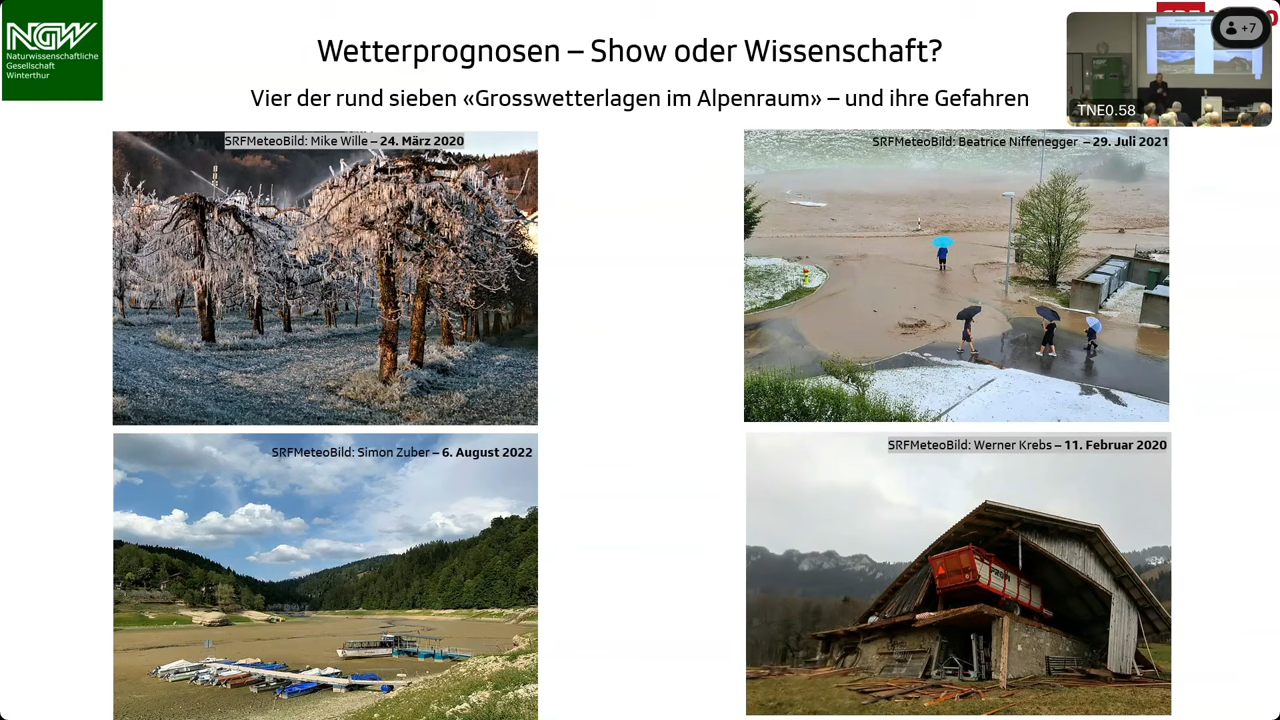 NGW
Naturwissenschaftliche
Gesellschaft
Winterthur
Wetterprognosen – Show oder Wissenschaft?
Vier der rund sieben «Grosswetterlagen im Alpenraum» – und ihre Gefahren
+7
TNE0.58
SRFMeteoBild: Mike Wille – 24. März 2020
SRFMeteoBild: Beatrice Niffenegger – 29. Juli 2021
SRFMeteoBild: Simon Zuber – 6. August 2022
SRFMeteoBild: Werner Krebs – 11. Februar 2020